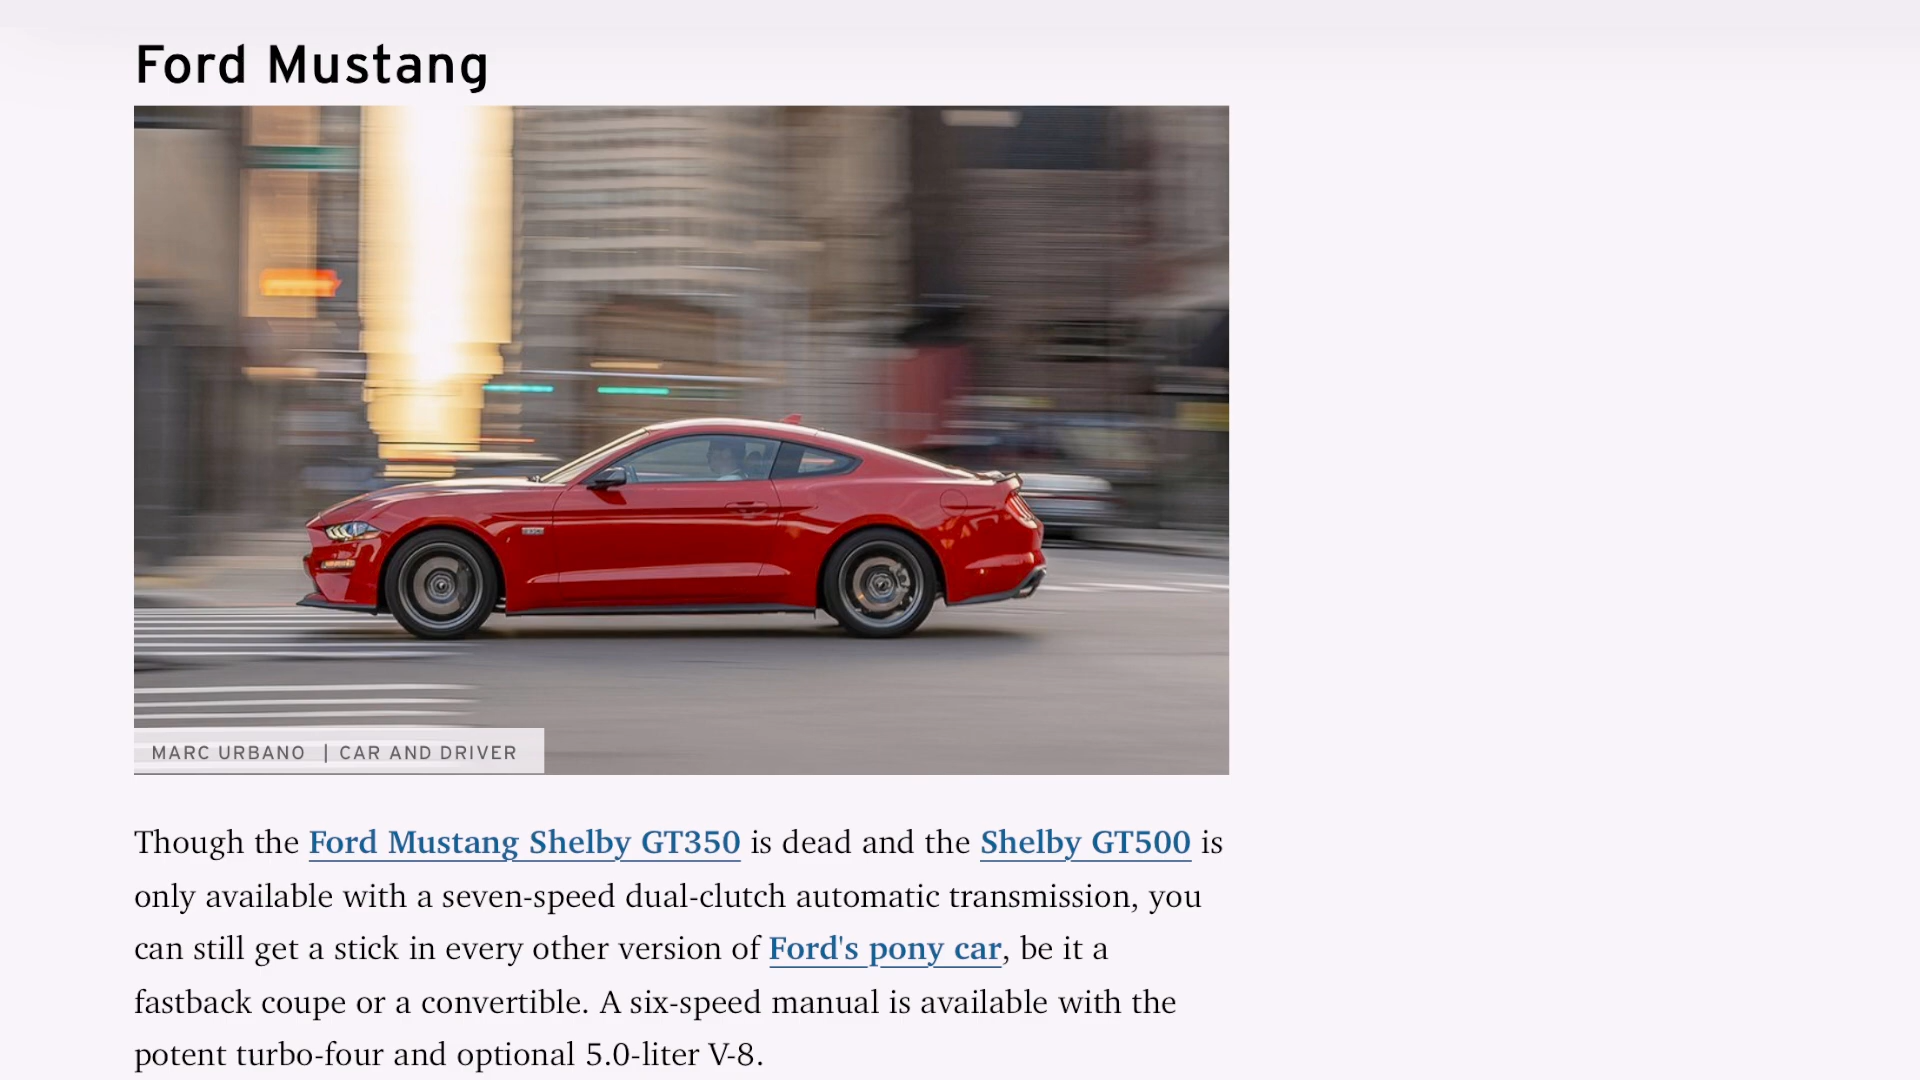 Ford Mustang
MARC URBANO | CAR AND DRIVER
Though the Ford Mustang Shelby GT350 is dead and the Shelby GT500 is
only available with a seven-speed dual-clutch automatic transmission, you
can still get a stick in every other version of Ford's pony car, be it a
fastback coupe or a convertible. A six-speed manual is available with the
potent turbo-four and optional 5.0-liter V-8.